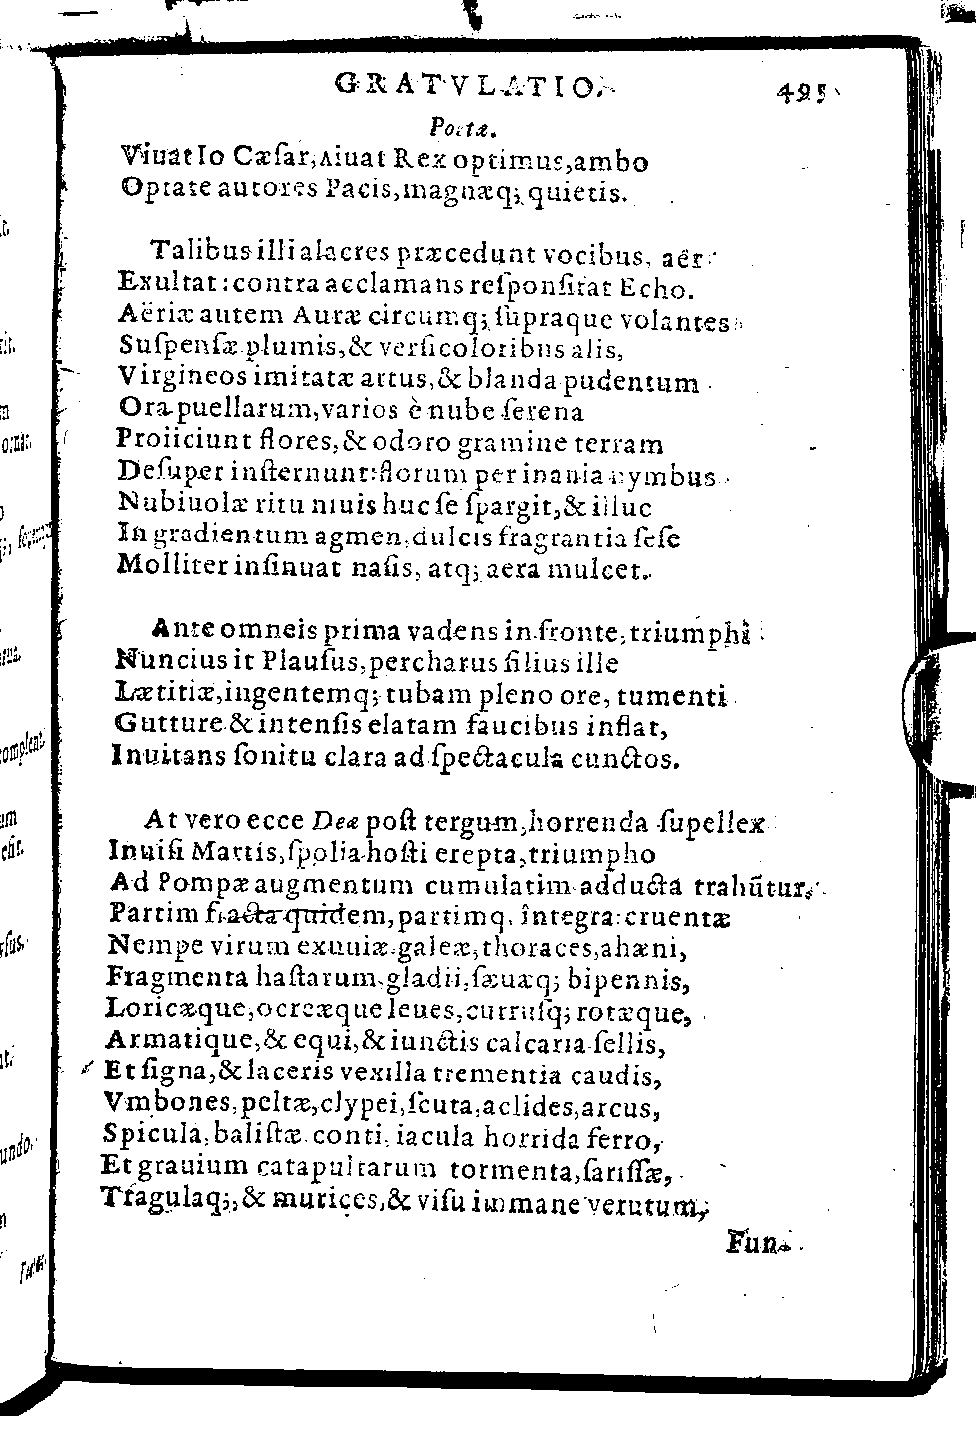 GRATVLATIO. 495
Poetæ.
Viuat Io Cæſar, viuat Rex optimus, ambo
Optate autores Pacis, magnæq; quietis.
Talibus illi alacres præcedunt vocibus, aër
Exultat: contra acclamans reſponſitat Echo.
Aëriæ autem Auræ circumq; ſupraque volantes
Suſpenſæ plumis, & verſicoloribus alis,
Virgineos imitatæ artus, & blanda pudentum
Ora puellarum, varios è nube ſerena
Proiiciunt flores, & odoro gramine terram
Deſuper inſternunt: florum per inania nymbus
Nubiuolæ ritu niuis huc ſe ſpargit, & illuc
In gradientum agmen, dulcis fragrantia ſeſe
Molliter inſinuat naſis, atq; aera mulcet.
Ante omneis prima vadens in fronte, triumphi
Nuncius it Plauſus, percharus filius ille
Lætitiæ, ingentemq; tubam pleno ore, tumenti
Gutture & intenſis elatam faucibus inflat,
Inuitans ſonitu clara ad ſpectacula cunctos.
At vero ecce Deæ poſt tergum, horrenda ſupellex
Inuiſi Martis, ſpolia hoſti erepta, triumpho
Ad Pompæ augmentum cumulatim adducta trahūtur,
Partim fracta quidem, partimq. integra: cruentæ
Nempe virum exuuiæ, galeæ, thoraces, ahæni,
Fragmenta haſtarum, gladii, ſæuæq; bipennis,
Loricæque, ocreæque leues, curruſq; rotæque,
Armatique, & equi, & iunctis calcaria ſellis,
Et ſigna, & laceris vexilla trementia caudis,
Vmbones, peltæ, clypei, ſcuta, aclides, arcus,
Spicula, baliſtæ, conti, iacula horrida ferro,
Et grauium catapultarum tormenta, ſariſſæ,
Tragulaq;, & murices, & viſu immane verutum,
Fun-